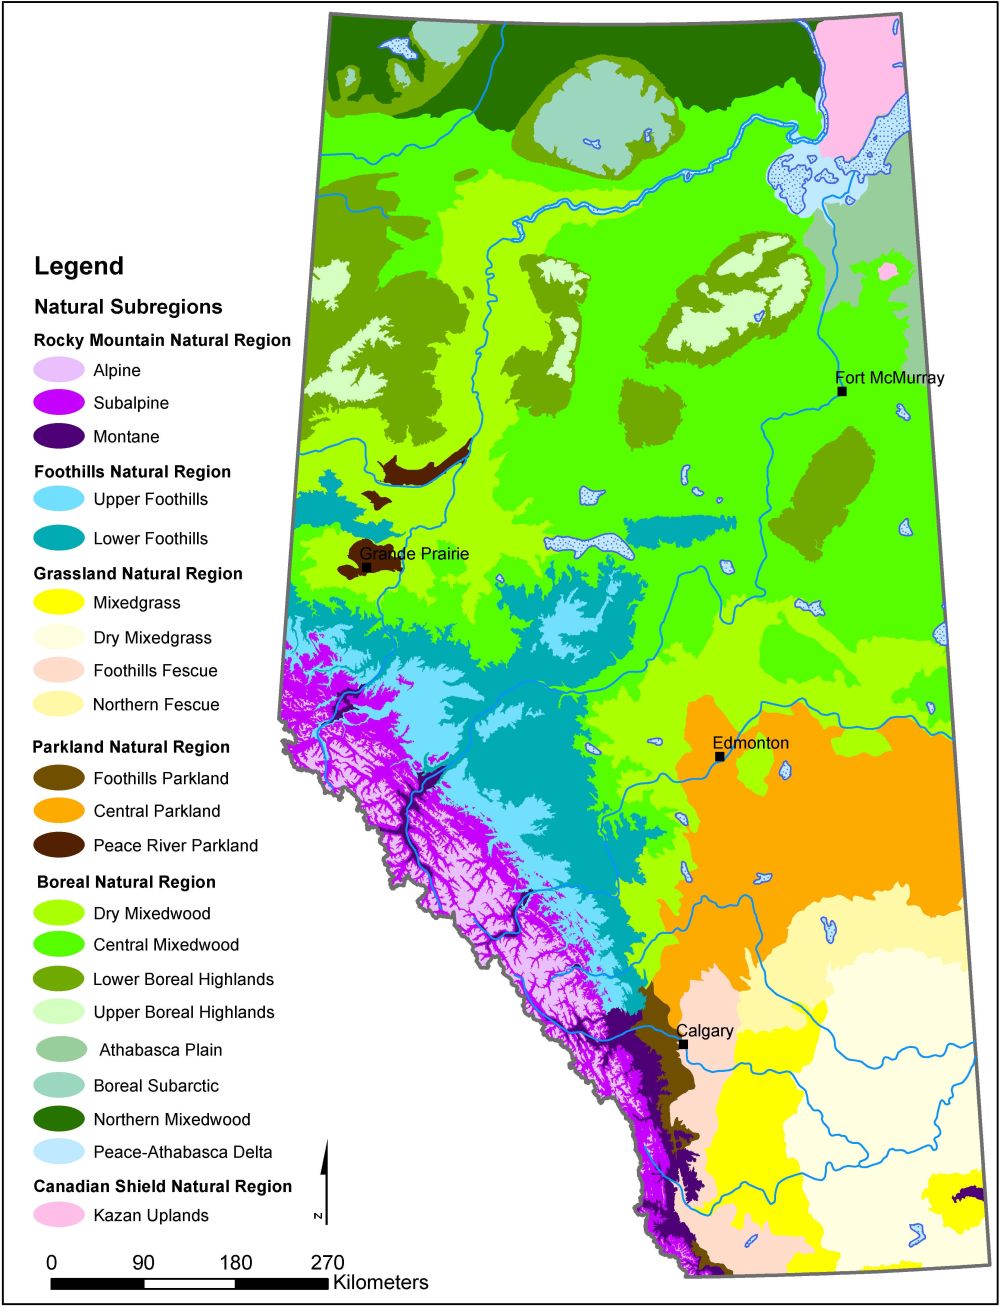 Legend
Natural Subregions
Rocky Mountain Natural Region
Alpine
Subalpine
Montane
Foothills Natural Region
Upper Foothills
Lower Foothills
Grassland Natural Region
Mixedgrass
Dry Mixedgrass
Foothills Fescue
Northern Fescue
Parkland Natural Region
Foothills Parkland
Central Parkland
Peace River Parkland
Boreal Natural Region
Dry Mixedwood
Central Mixedwood
Lower Boreal Highlands
Upper Boreal Highlands
Athabasca Plain
Boreal Subarctic
Northern Mixedwood
Peace-Athabasca Delta
Canadian Shield Natural Region
Kazan Uplands
N
0 90 180 270
Kilometers
Fort McMurray
Grande Prairie
Edmonton
Calgary